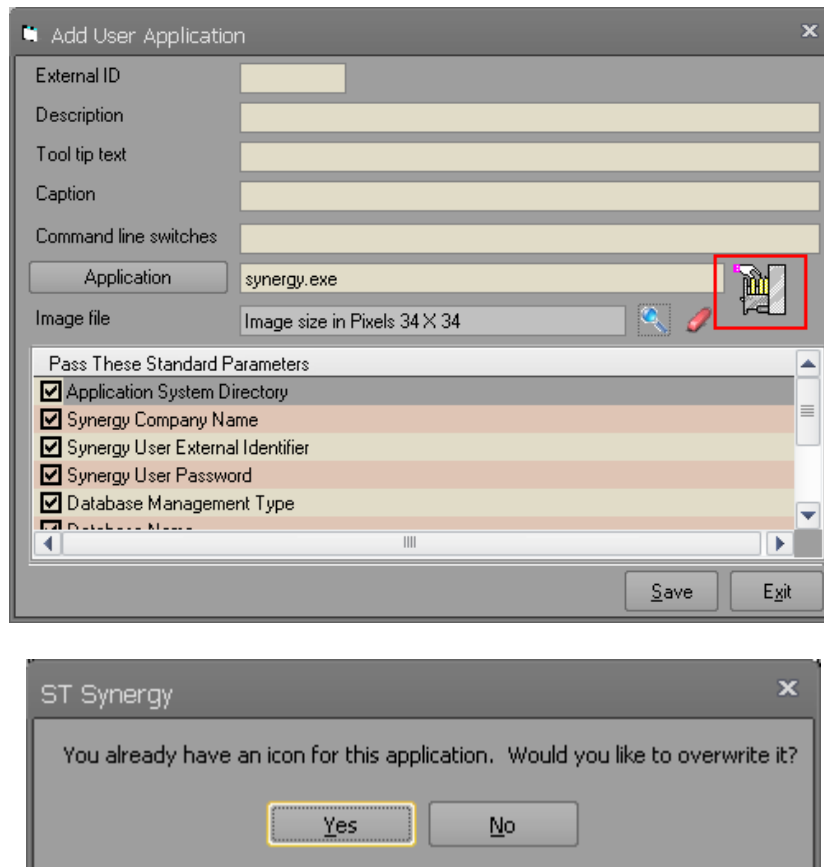 Add User Application
External ID
Description
Tool tip text
Caption
Command line switches
Application synergy.exe
Image file Image size in Pixels 34 X 34
Pass These Standard Parameters
Application System Directory
Synergy Company Name
Synergy User External Identifier
Synergy User Password
Database Management Type
Database Name
Save Exit
ST Synergy
You already have an icon for this application. Would you like to overwrite it?
Yes No